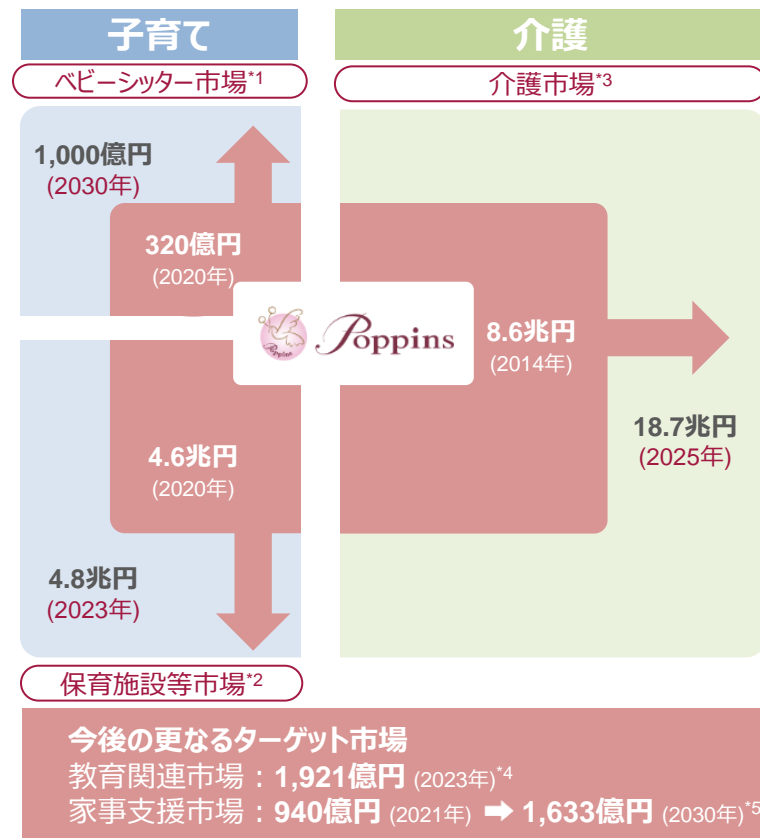 子育て
介護
ベビーシッター市場*1
介護市場*3
1,000億円
(2030年)
320億円
(2020年)
Poppins
Poppins
8.6兆円
(2014年)
18.7兆円
(2025年)
4.6兆円
(2020年)
4.8兆円
(2023年)
保育施設等市場*2
今後の更なるターゲット市場
教育関連市場：1,921億円 (2023年)*4
家事支援市場：940億円 (2021年) ➡ 1,633億円 (2030年)*5